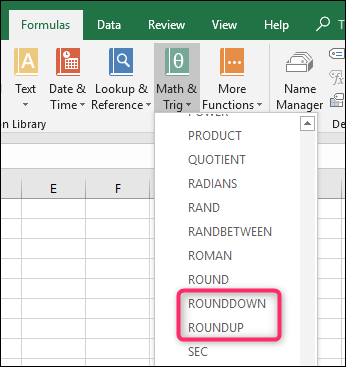 Formulas Data Review View T
Text Date & Time Lookup & Reference Math & Trig More Functions Name Manager
n Library De
POWER
PRODUCT
QUOTIENT
RADIANS
RAND
RANDBETWEEN
ROMAN
ROUND
ROUNDDOWN
ROUNDUP
SEC
E F